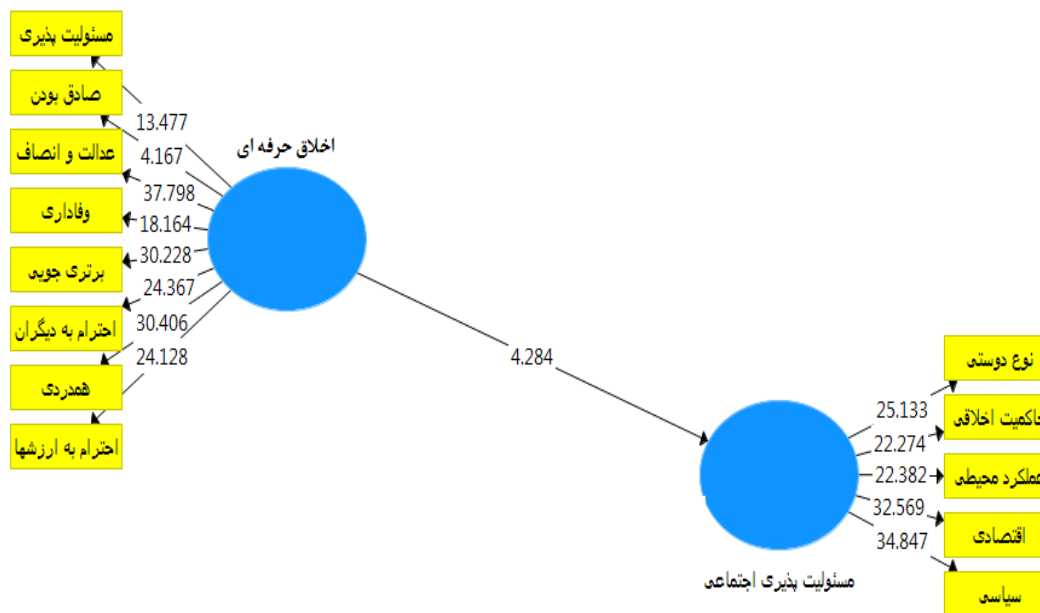 مسئولیت پذیری
صادق بودن
عدالت و انصاف
وفاداری
برتری جویی
احترام به دیگران
همدردی
احترام به ارزشها
13.477
4.167
37.798
18.164
30.228
24.367
30.406
24.128
اخلاق حرفه ای
4.284
مسئولیت پذیری اجتماعی
25.133
22.274
22.382
32.569
34.847
نوع دوستی
حاکمیت اخلاقی
عملکرد محیطی
اقتصادی
سیاسی